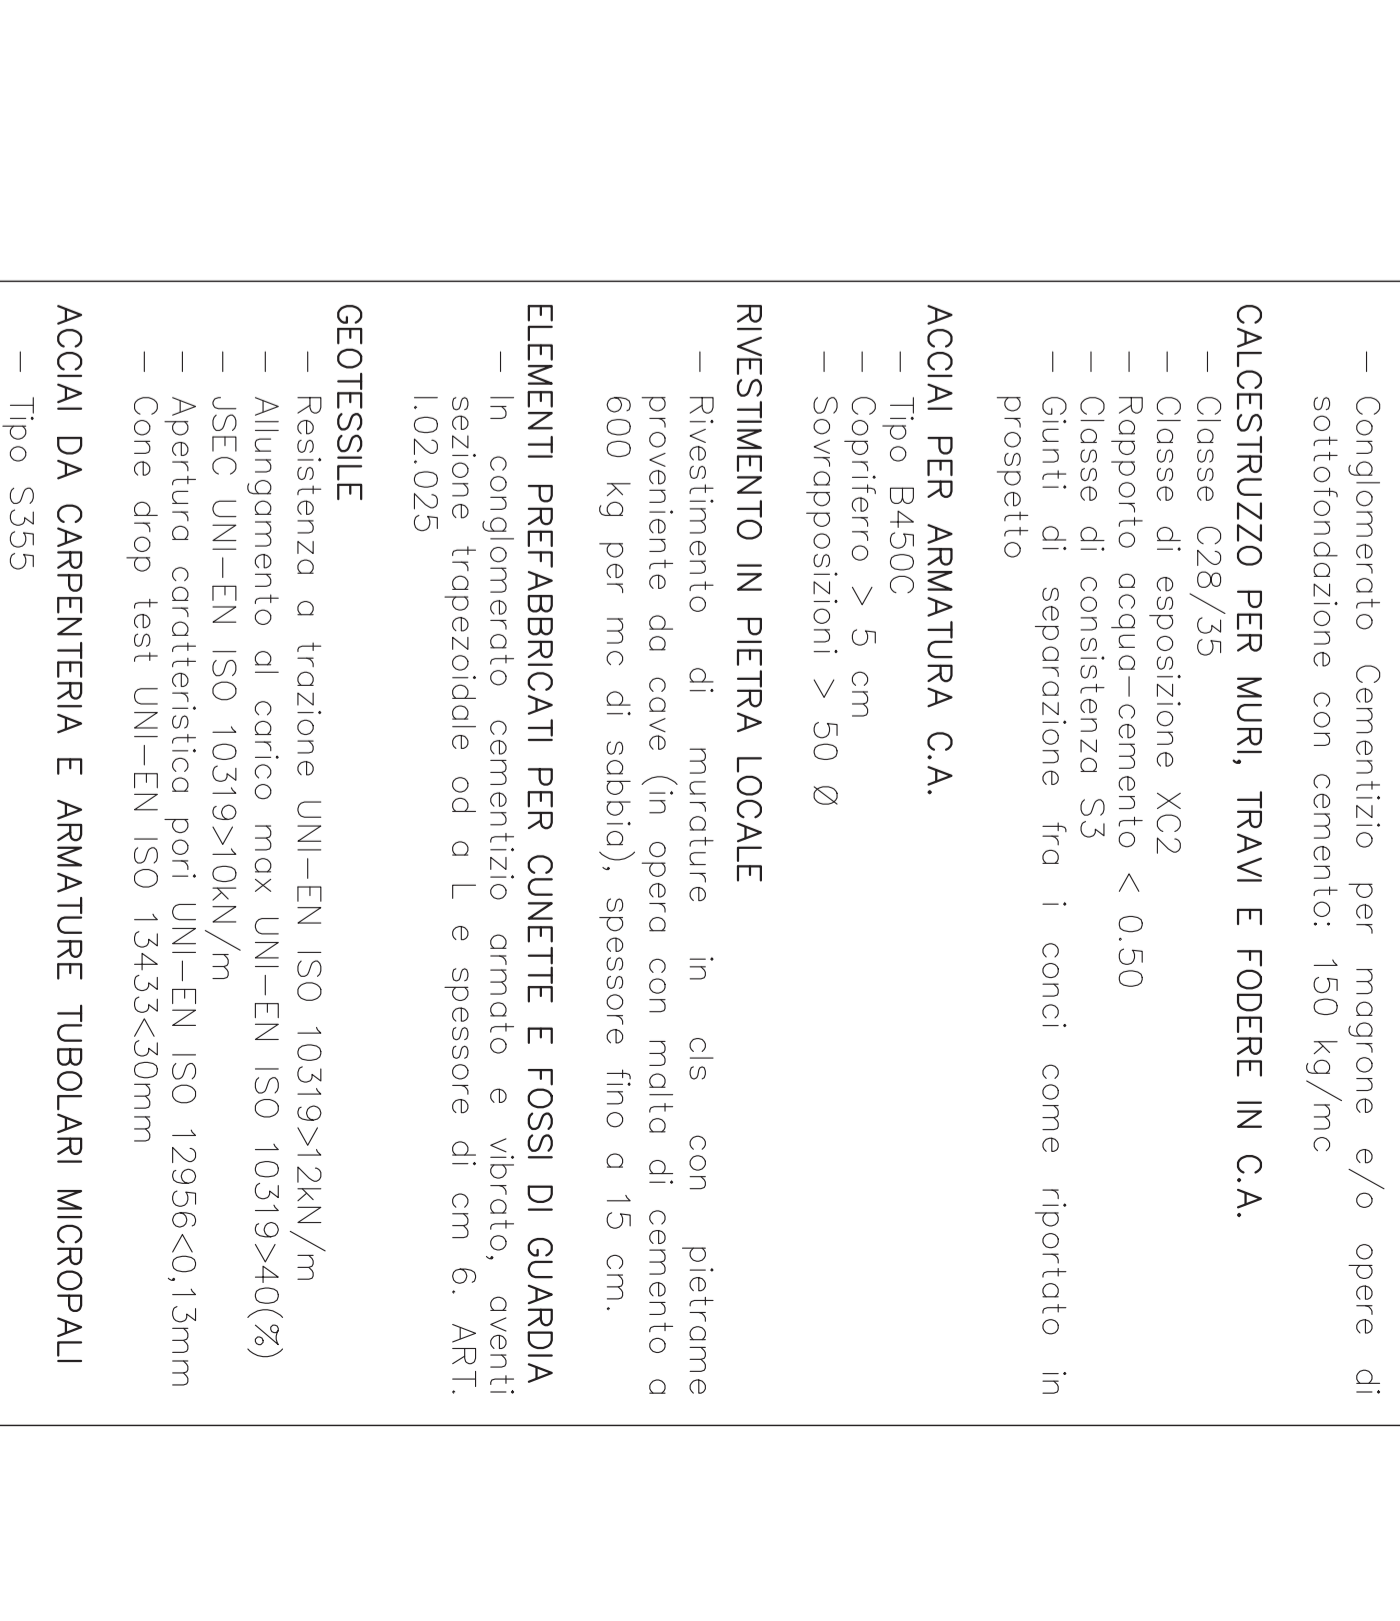 – Conglomerato Cementizio per magrone e/o opere di
sottofondazione con cemento: 150 kg/mc
CALCESTRUZZO PER MURI, TRAVI E FODERE IN C.A.
– Classe C28/35
– Classe di esposizione XC2
– Rapporto acqua–cemento < 0.50
– Classe di consistenza S3
– Giunti di separazione fra i conci come riportato in
prospetto
ACCIAI PER ARMATURA C.A.
– Tipo B450C
– Copriferro > 5 cm
– Sovrapposizioni > 50 Ø
RIVESTIMENTO IN PIETRA LOCALE
– Rivestimento di murature in cls con pietrame
proveniente da cave (in opera con malta di cemento a
600 kg per mc di sabbia), spessore fino a 15 cm.
ELEMENTI PREFABBRICATI PER CUNETTE E FOSSI DI GUARDIA
– In conglomerato cementizio armato e vibrato, aventi
sezione trapezoidale od a L e spessore di cm 6. ART.
I.02.025
GEOTESSILE
– Resistenza a trazione UNI–EN ISO 10319>12kN/m
– Allungamento al carico max UNI–EN ISO 10319>40(%)
– JSEC UNI–EN ISO 10319>10kN/m
– Apertura caratteristica pori UNI–EN ISO 12956<0,13mm
– Cone drop test UNI–EN ISO 13433<30mm
ACCIAI DA CARPENTERIA E ARMATURE TUBOLARI MICROPALI
– Tipo S355